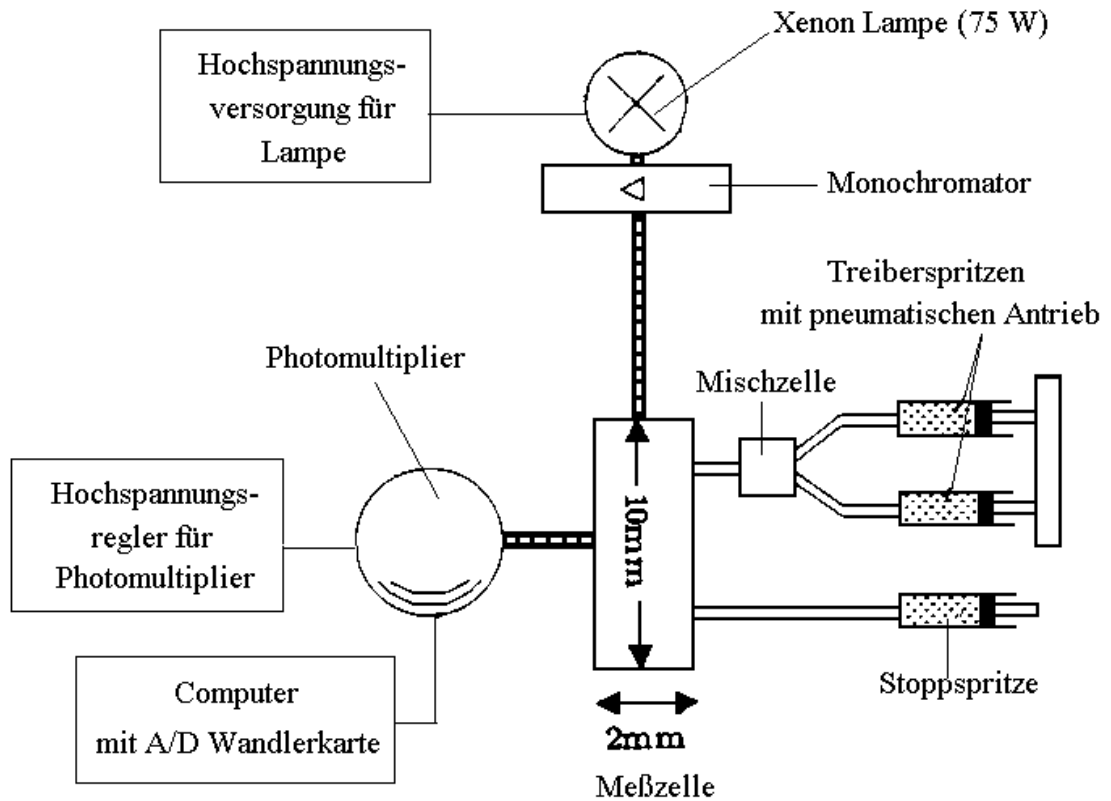 Xenon Lampe (75 W)
Hochspannungs-
versorgung für
Lampe
Monochromator
Treiberspritzen
mit pneumatischen Antrieb
Photomultiplier
Mischzelle
Hochspannungs-
regler für
Photomultiplier
10mm
Computer
mit A/D Wandlerkarte
Stoppspritze
2mm
Meßzelle